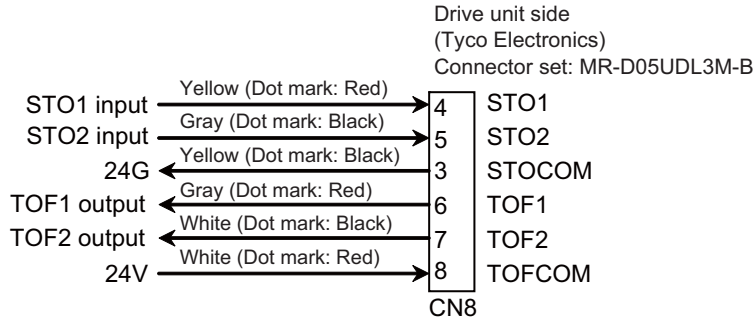 Drive unit side
(Tyco Electronics)
Connector set: MR-D05UDL3M-B
STO1 input Yellow (Dot mark: Red) 4 STO1
STO2 input Gray (Dot mark: Black) 5 STO2
24G Yellow (Dot mark: Black) 3 STOCOM
TOF1 output Gray (Dot mark: Red) 6 TOF1
TOF2 output White (Dot mark: Black) 7 TOF2
24V White (Dot mark: Red) 8 TOFCOM
CN8